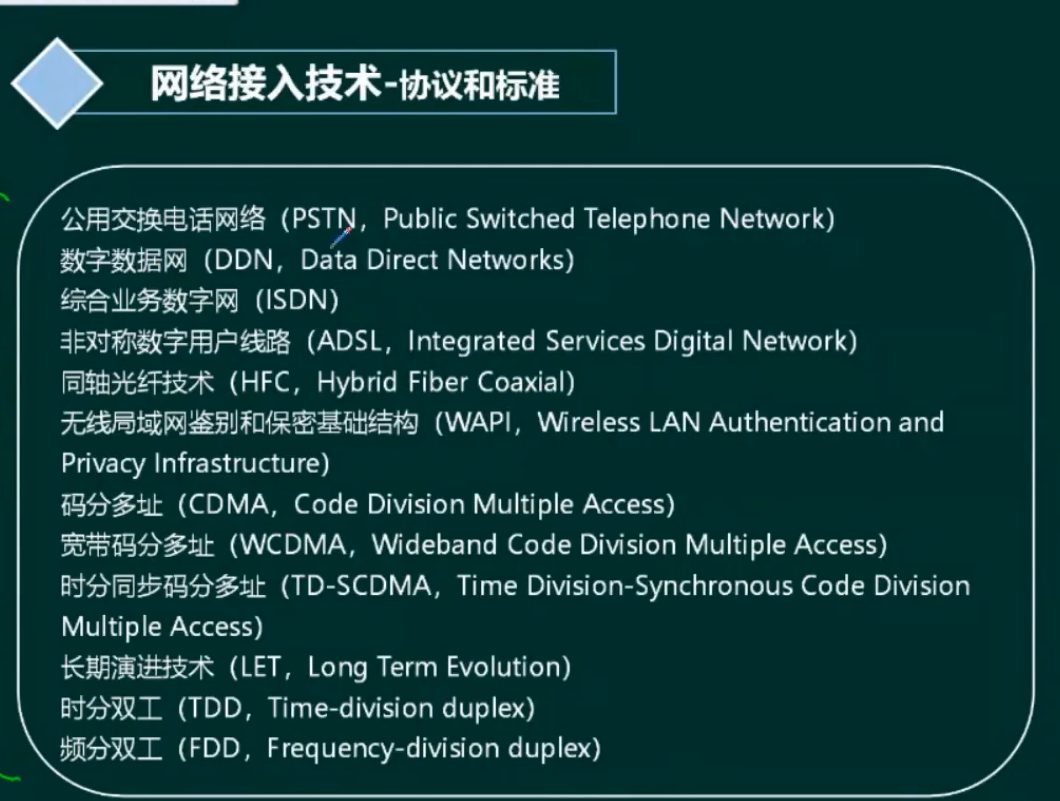 网络接入技术-协议和标准
公用交换电话网络（PSTN，Public Switched Telephone Network）
数字数据网（DDN，Data Direct Networks）
综合业务数字网（ISDN）
非对称数字用户线路（ADSL，Integrated Services Digital Network）
同轴光纤技术（HFC，Hybrid Fiber Coaxial）
无线局域网鉴别和保密基础结构（WAPI，Wireless LAN Authentication and
Privacy Infrastructure）
码分多址（CDMA，Code Division Multiple Access）
宽带码分多址（WCDMA，Wideband Code Division Multiple Access）
时分同步码分多址（TD-SCDMA，Time Division-Synchronous Code Division
Multiple Access）
长期演进技术（LET，Long Term Evolution）
时分双工（TDD，Time-division duplex）
频分双工（FDD，Frequency-division duplex）